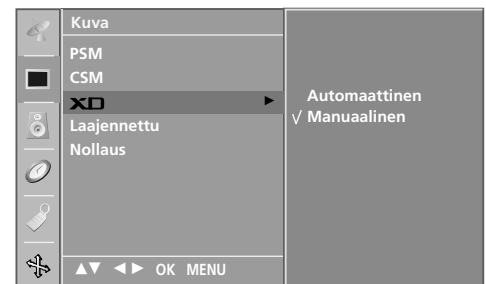 Kuva
PSM
CSM
XD ►
Laajennettu
Nollaus
▲▼ ◄► OK MENU
Automaattinen
√ Manuaalinen